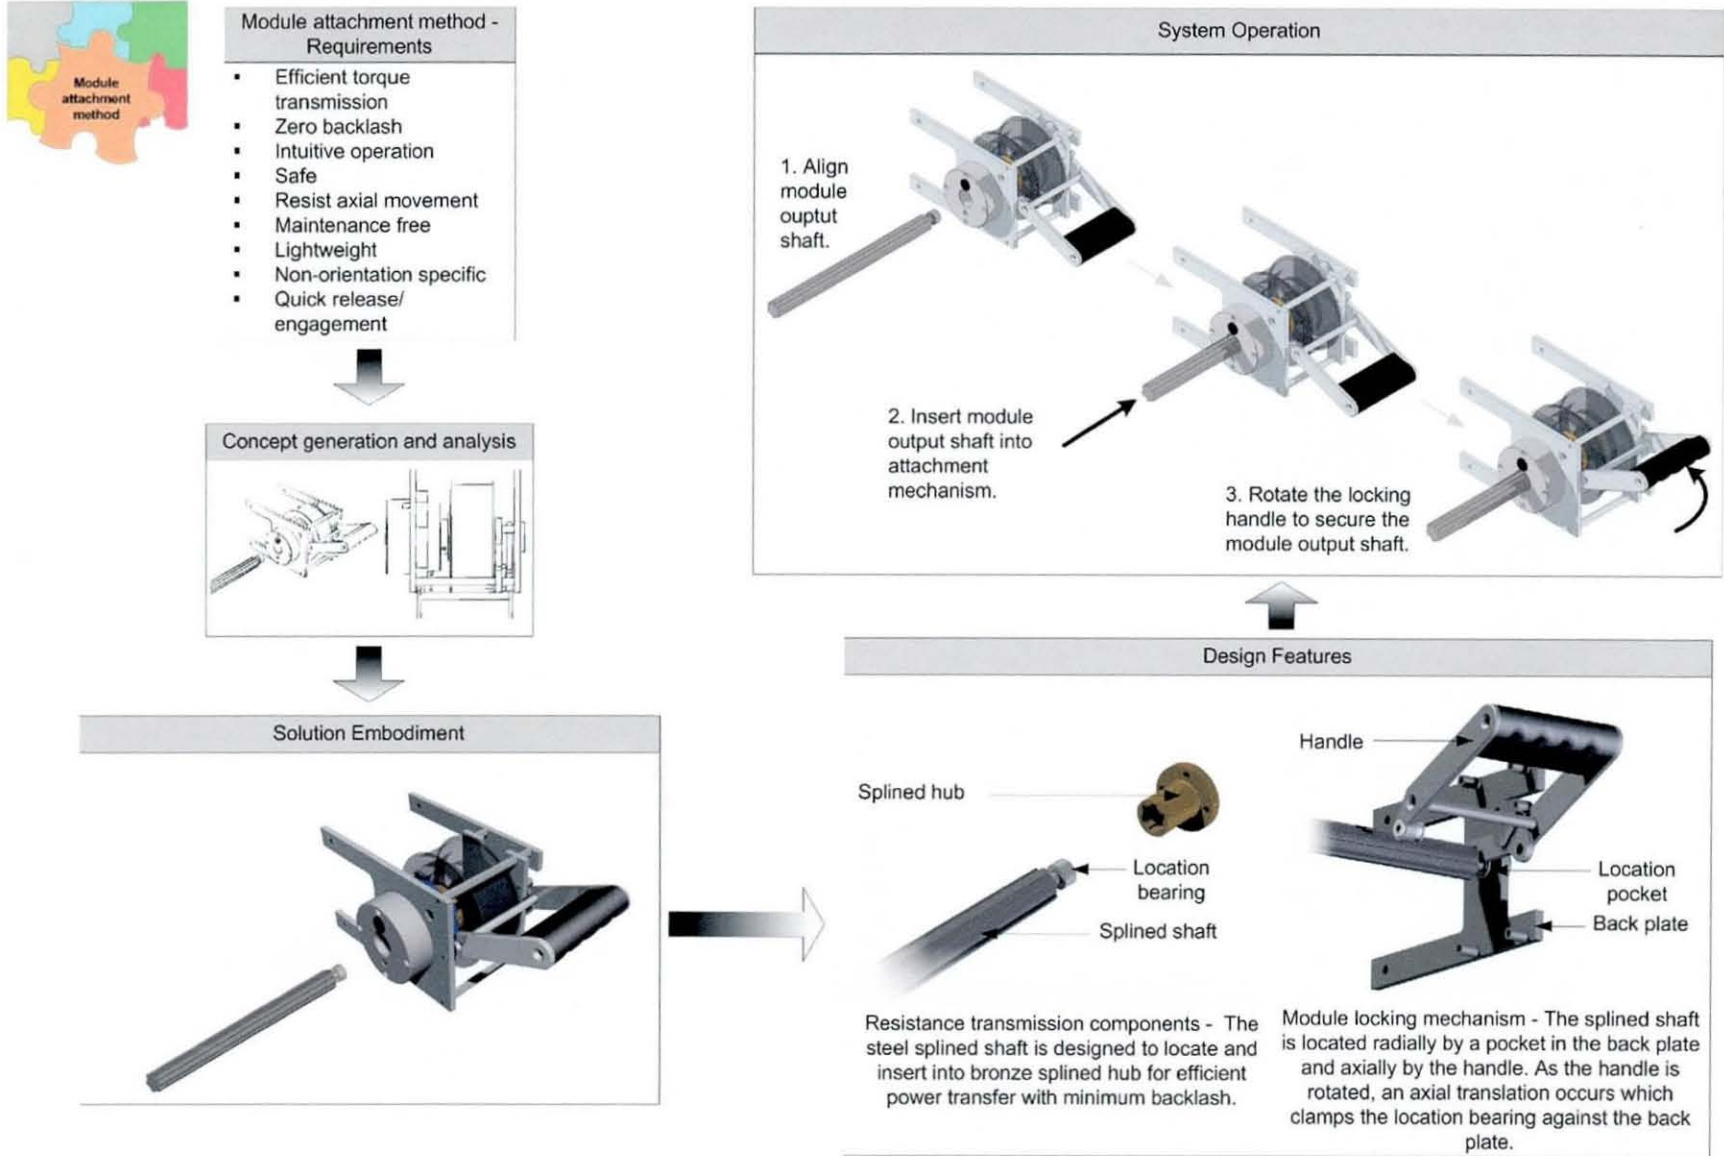 Module
attachment
method
Module attachment method -
Requirements
▪ Efficient torque
transmission
▪ Zero backlash
▪ Intuitive operation
▪ Safe
▪ Resist axial movement
▪ Maintenance free
▪ Lightweight
▪ Non-orientation specific
▪ Quick release/
engagement
Concept generation and analysis
Solution Embodiment
Design Features
Splined hub
Location
bearing
Splined shaft
Resistance transmission components - The
steel splined shaft is designed to locate and
insert into bronze splined hub for efficient
power transfer with minimum backlash.
Handle
Location
pocket
Back plate
Module locking mechanism - The splined shaft
is located radially by a pocket in the back plate
and axially by the handle. As the handle is
rotated, an axial translation occurs which
clamps the location bearing against the back
plate.
System Operation
1. Align
module
ouptut
shaft.
2. Insert module
output shaft into
attachment
mechanism.
3. Rotate the locking
handle to secure the
module output shaft.